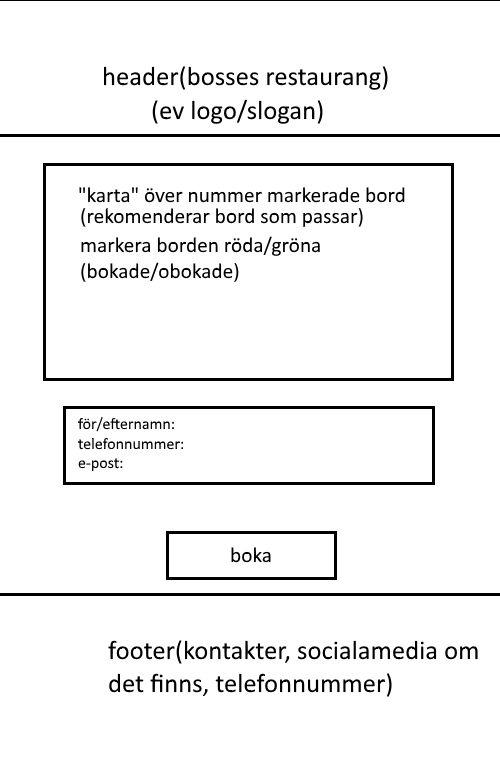 header(bosses restaurang)
(ev logo/slogan)
"karta" över nummer markerade bord
(rekomenderar bord som passar)
markera borden röda/gröna
(bokade/obokade)
för/efternamn:
telefonnummer:
e-post:
boka
footer(kontakter, socialamedia om
det finns, telefonnummer)